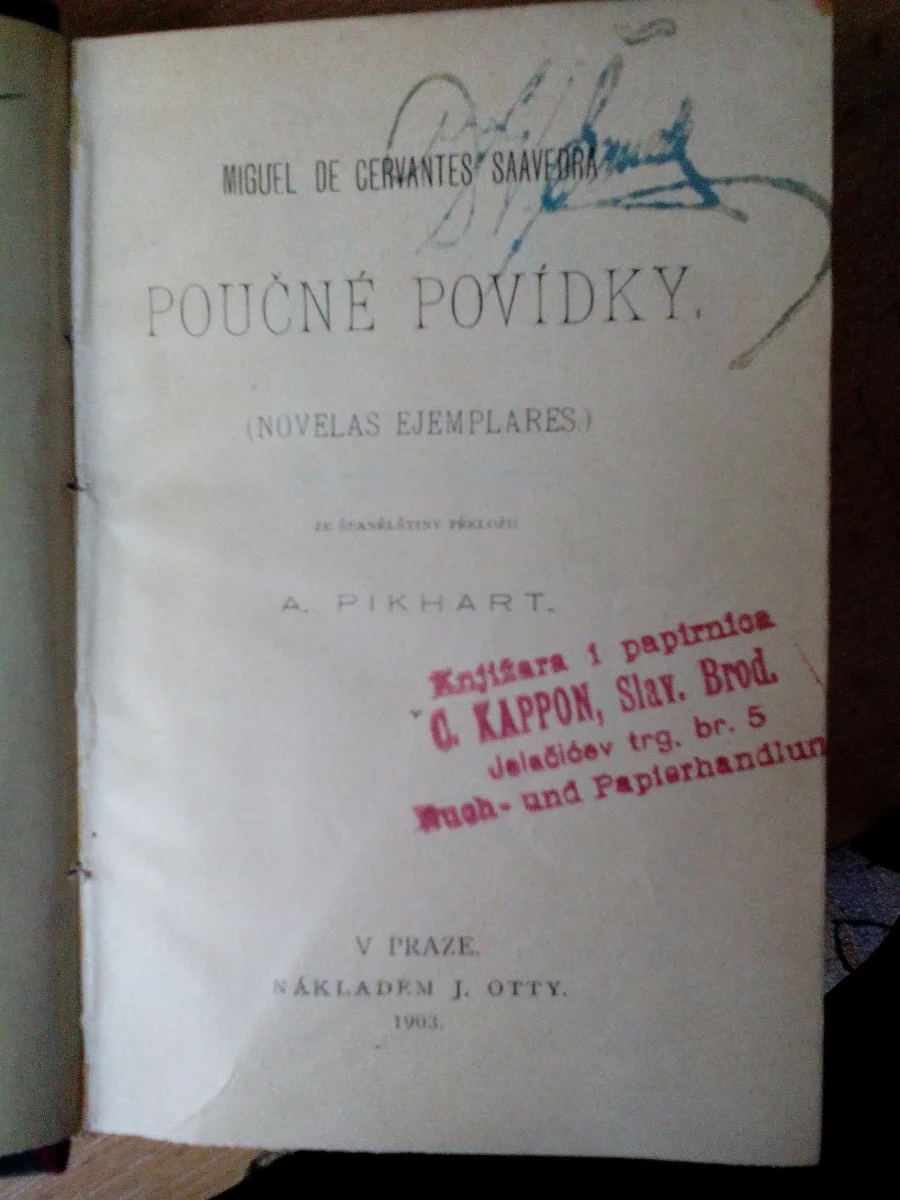 MIGUEL DE CERVANTES SAAVEDRA
POUČNÉ POVÍDKY.
(NOVELAS EJEMPLARES.)
ZE ŠPANĚLŠTINY PŘELOŽIL
A. PIKHART.
Knjižara i papirnica
C. KAPPON, Slav. Brod.
Jelačićev trg. br. 5
Buch- und Papierhandlun
V PRAZE.
NÁKLADEM J. OTTY.
1903.